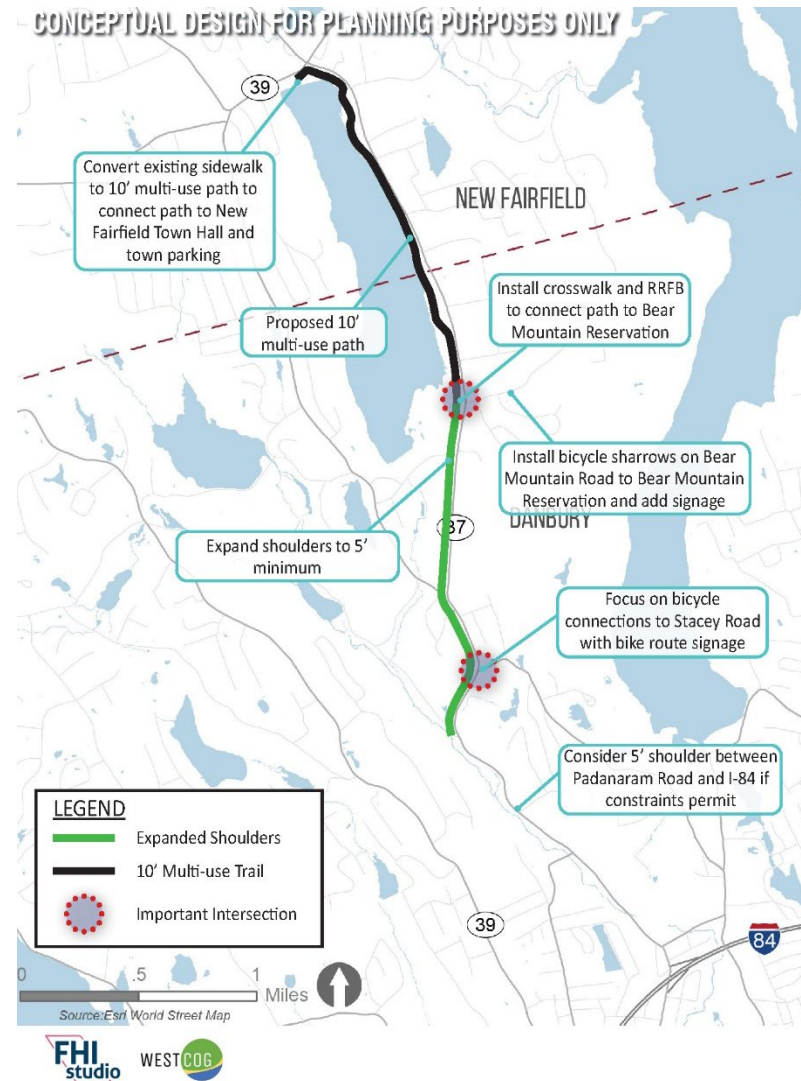 CONCEPTUAL DESIGN FOR PLANNING PURPOSES ONLY
39
Convert existing sidewalk
to 10' multi-use path to
connect path to New
Fairfield Town Hall and
town parking
NEW FAIRFIELD
Install crosswalk and RRFB
to connect path to Bear
Mountain Reservation
Proposed 10'
multi-use path
Install bicycle sharrows on Bear
Mountain Road to Bear Mountain
Reservation and add signage
DANBURY
37
Expand shoulders to 5'
minimum
Focus on bicycle
connections to Stacey Road
with bike route signage
Consider 5' shoulder between
Padanaram Road and I-84 if
constraints permit
LEGEND
Expanded Shoulders
10' Multi-use Trail
Important Intersection
39
84
0 .5 1
Miles
Source:Esri World Street Map
FHI
studio
WESTCOG